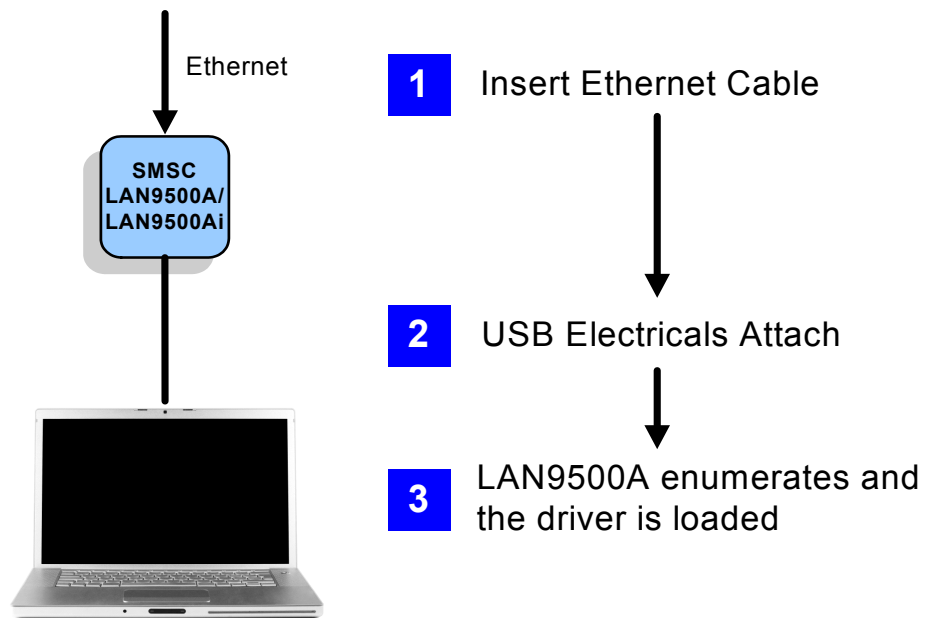 Ethernet
SMSC
LAN9500A/
LAN9500Ai
1 Insert Ethernet Cable
2 USB Electricals Attach
3 LAN9500A enumerates and
the driver is loaded